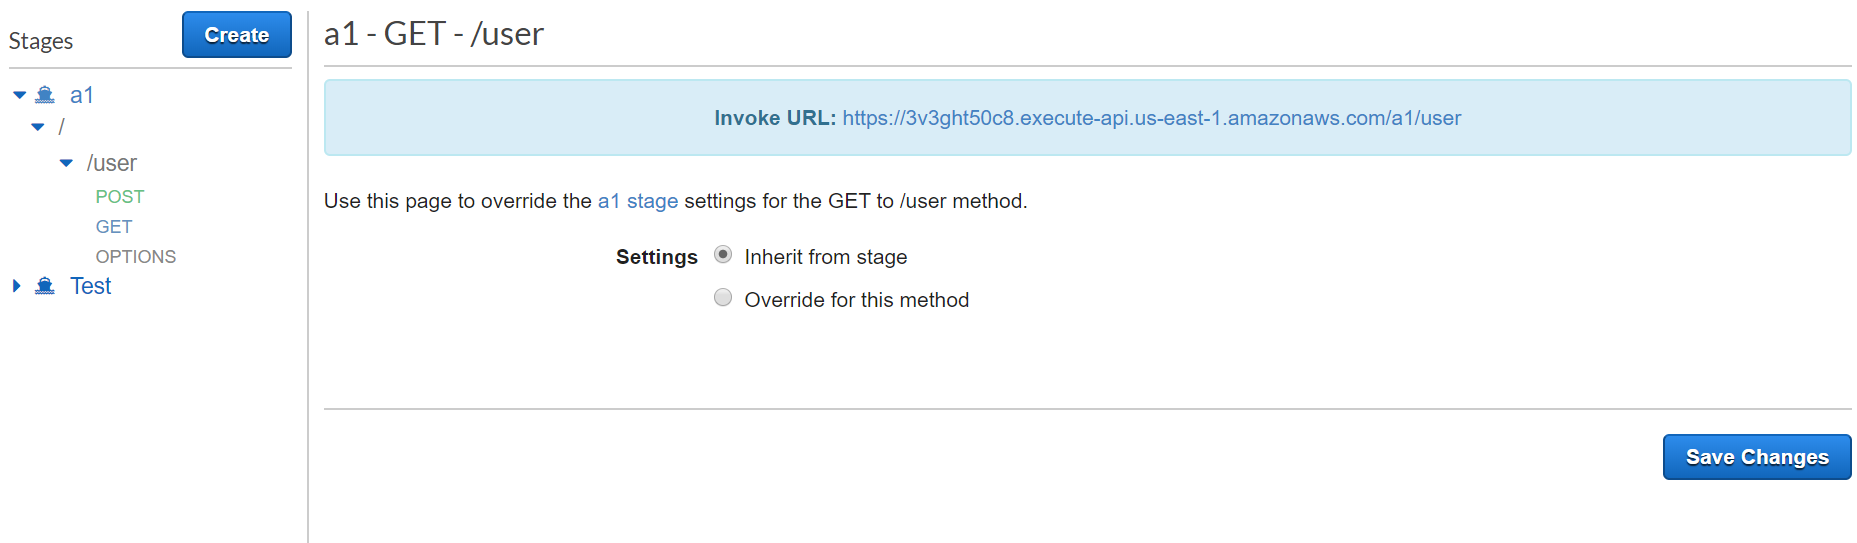 Stages
Create
a1
/
/user
POST
GET
OPTIONS
Test
a1 - GET - /user
Invoke URL: https://3v3ght50c8.execute-api.us-east-1.amazonaws.com/a1/user
Use this page to override the a1 stage settings for the GET to /user method.
Settings
Inherit from stage
Override for this method
Save Changes